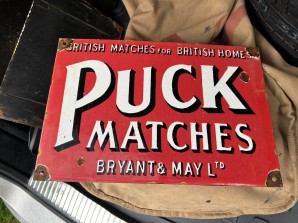 BRITISH MATCHES FOR BRITISH HOMES
PUCK
MATCHES
BRYANT & MAY LTD